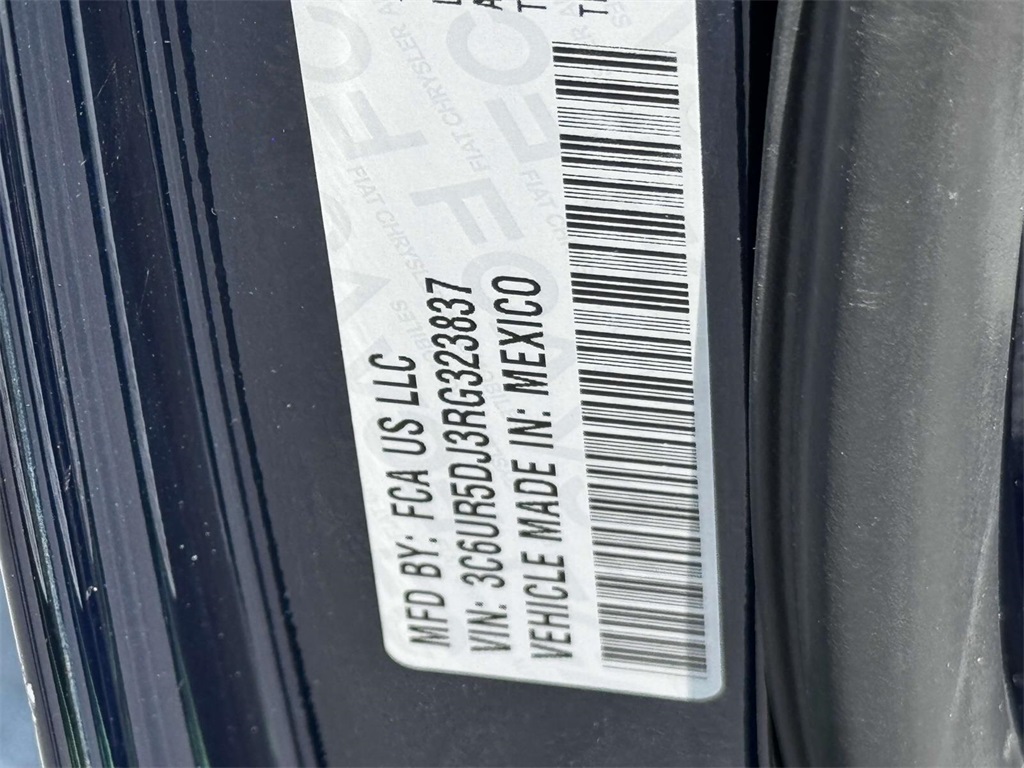 MFD BY: FCA US LLC
VIN: 3C6UR5DJ3RG323837
VEHICLE MADE IN: MEXICO